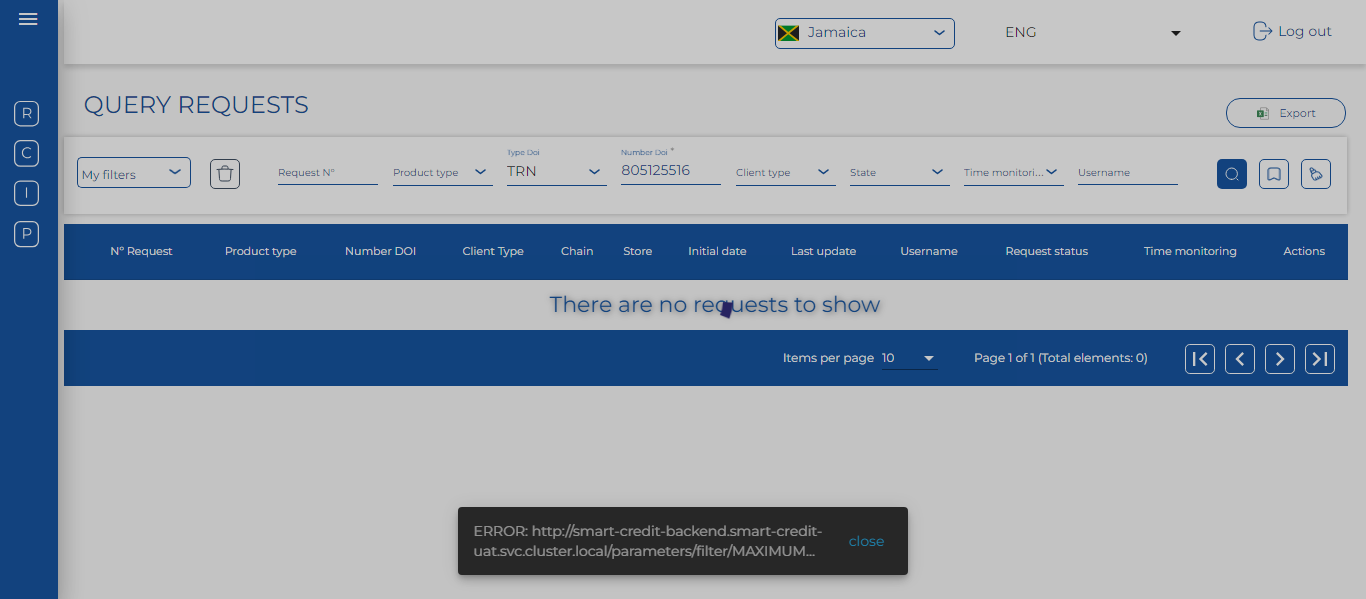 Jamaica
ENG
Log out
R
C
I
P
QUERY REQUESTS
Export
My filters
Request Nº
Product type
Type Doi
TRN
Number Doi *
805125516
Client type
State
Time monitori...
Username
Nº Request Product type Number DOI Client Type Chain Store Initial date Last update Username Request status Time monitoring Actions
There are no requests to show
Items per page 10 Page 1 of 1 (Total elements: 0)
ERROR: http://smart-credit-backend.smart-credit-
uat.svc.cluster.local/parameters/filter/MAXIMUM...
close